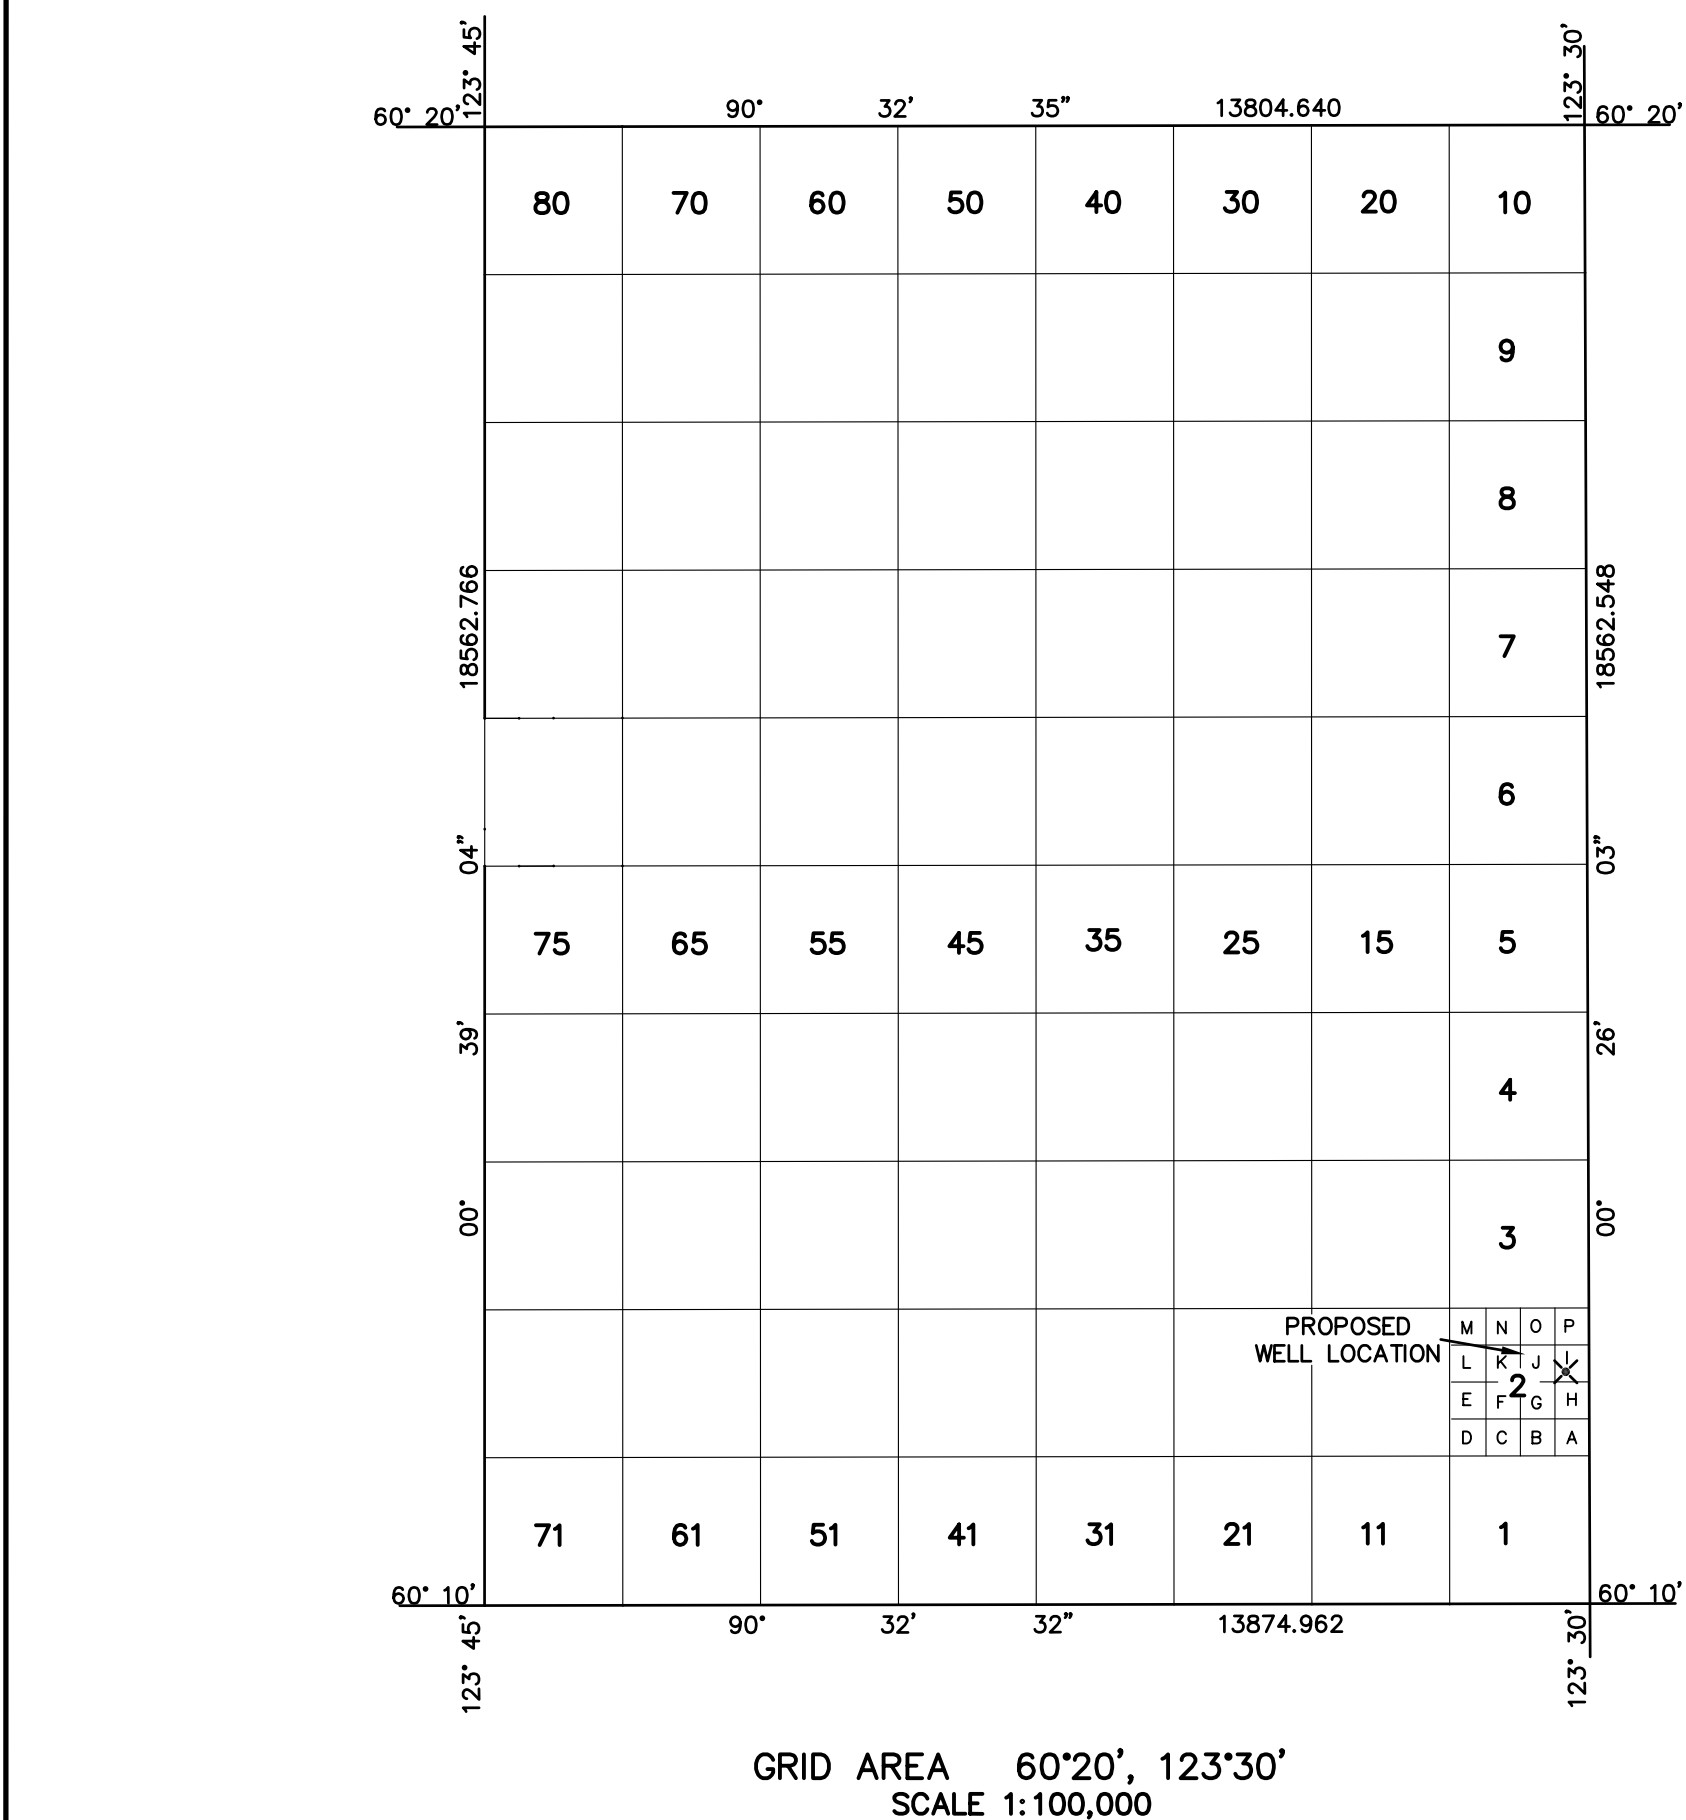 123° 45'
123° 30'
60° 20'
90° 32' 35" 13804.640
60° 20'
80 70 60 50 40 30 20 10
9
8
18562.766
18562.548
7
6
04"
03"
75 65 55 45 35 25 15 5
39'
26'
4
00°
00°
3
PROPOSED
WELL LOCATION
M N O P
L K J I
2
E F G H
D C B A
71 61 51 41 31 21 11 1
60° 10'
60° 10'
90° 32' 32" 13874.962
123° 45'
123° 30'
GRID AREA 60°20', 123°30'
SCALE 1:100,000